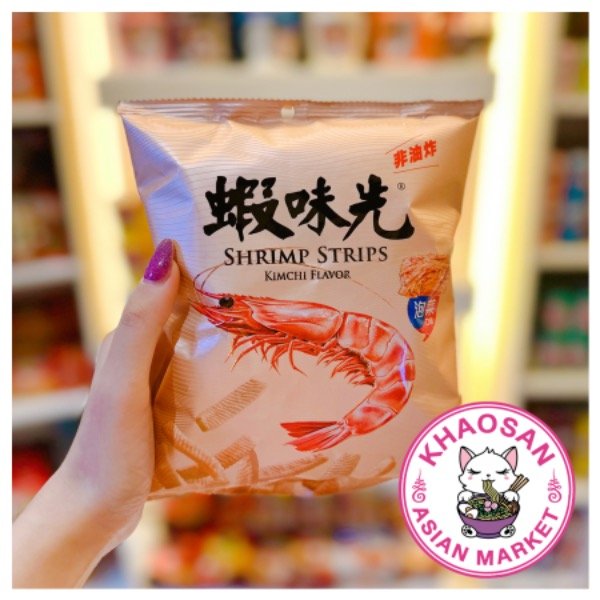 非油炸
蝦味先®
SHRIMP STRIPS
KIMCHI FLAVOR
泡菜
KHAOSAN
ASIAN MARKET